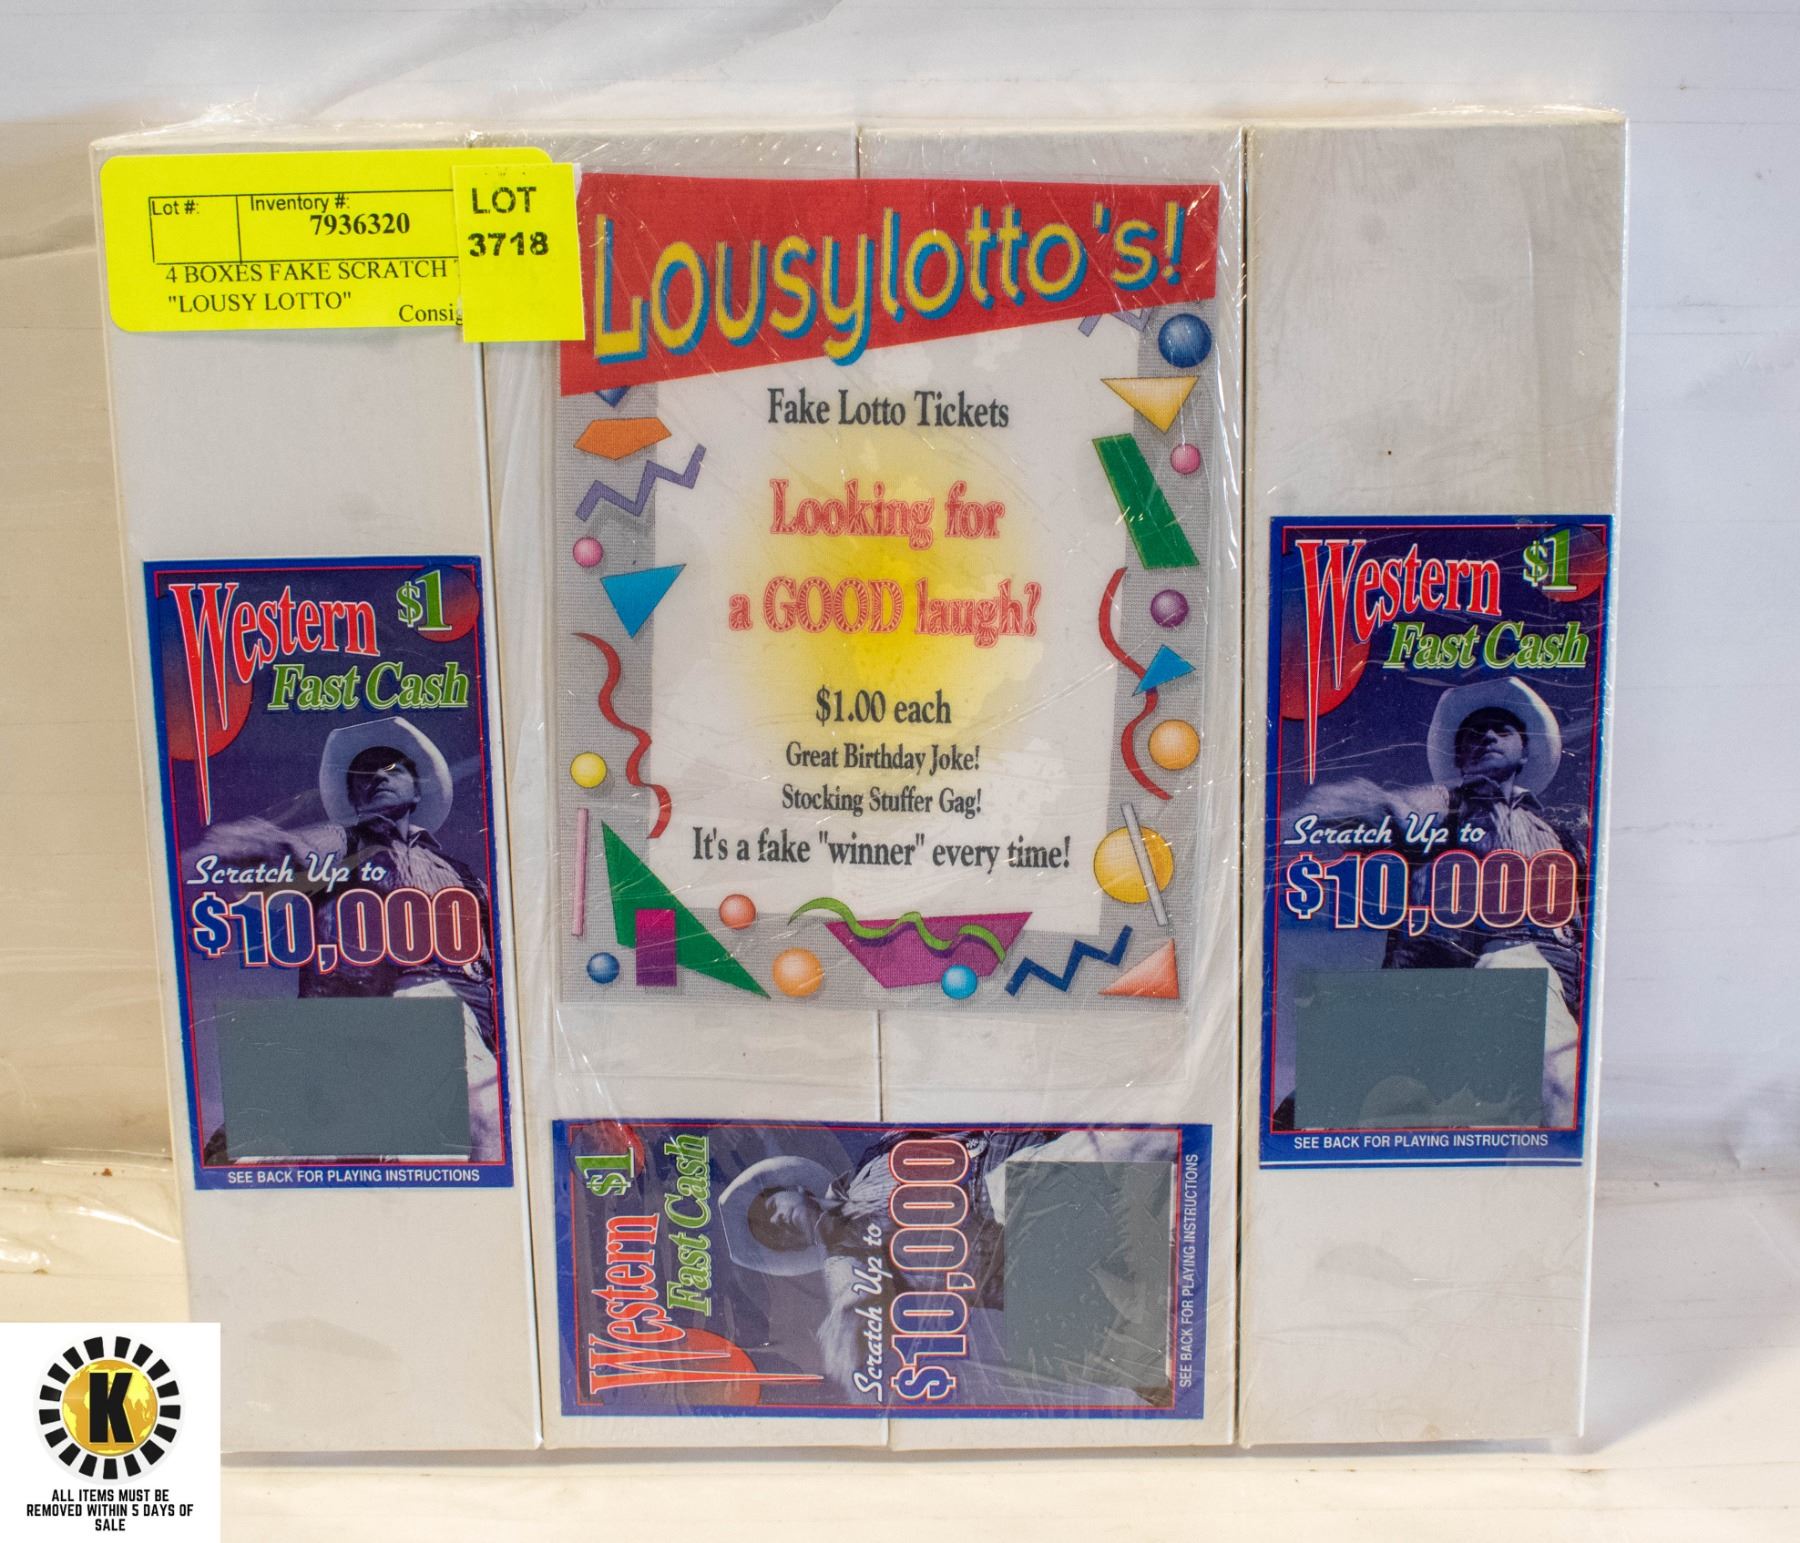 Lot #:
Inventory #:
7936320
4 BOXES FAKE SCRATCH
"LOUSY LOTTO"
LOT
3718
Lousylotto's!
Fake Lotto Tickets
Looking for
a GOOD laugh?
$1.00 each
Great Birthday Joke!
Stocking Stuffer Gag!
It's a fake "winner" every time!
Western $1
Fast Cash
Scratch Up to
$10,000
SEE BACK FOR PLAYING INSTRUCTIONS
Western $1
Fast Cash
Scratch Up to
$10,000
SEE BACK FOR PLAYING INSTRUCTIONS
Western $1
Fast Cash
Scratch Up to
$10,000
SEE BACK FOR PLAYING INSTRUCTIONS
K
ALL ITEMS MUST BE
REMOVED WITHIN 5 DAYS OF
SALE